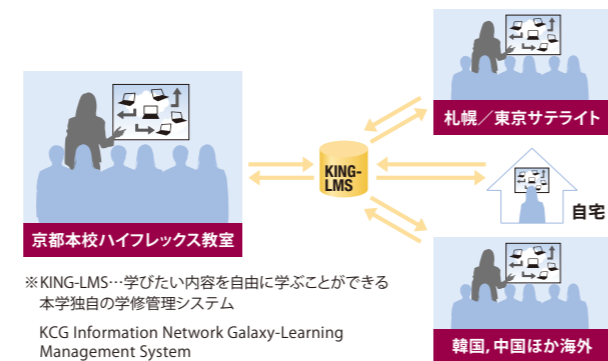 札幌／東京サテライト
KING-
LMS
自宅
京都本校ハイフレックス教室
※KING-LMS…学びたい内容を自由に学ぶことができる
本学独自の学修管理システム
KCG Information Network Galaxy-Learning
Management System
韓国,中国ほか海外